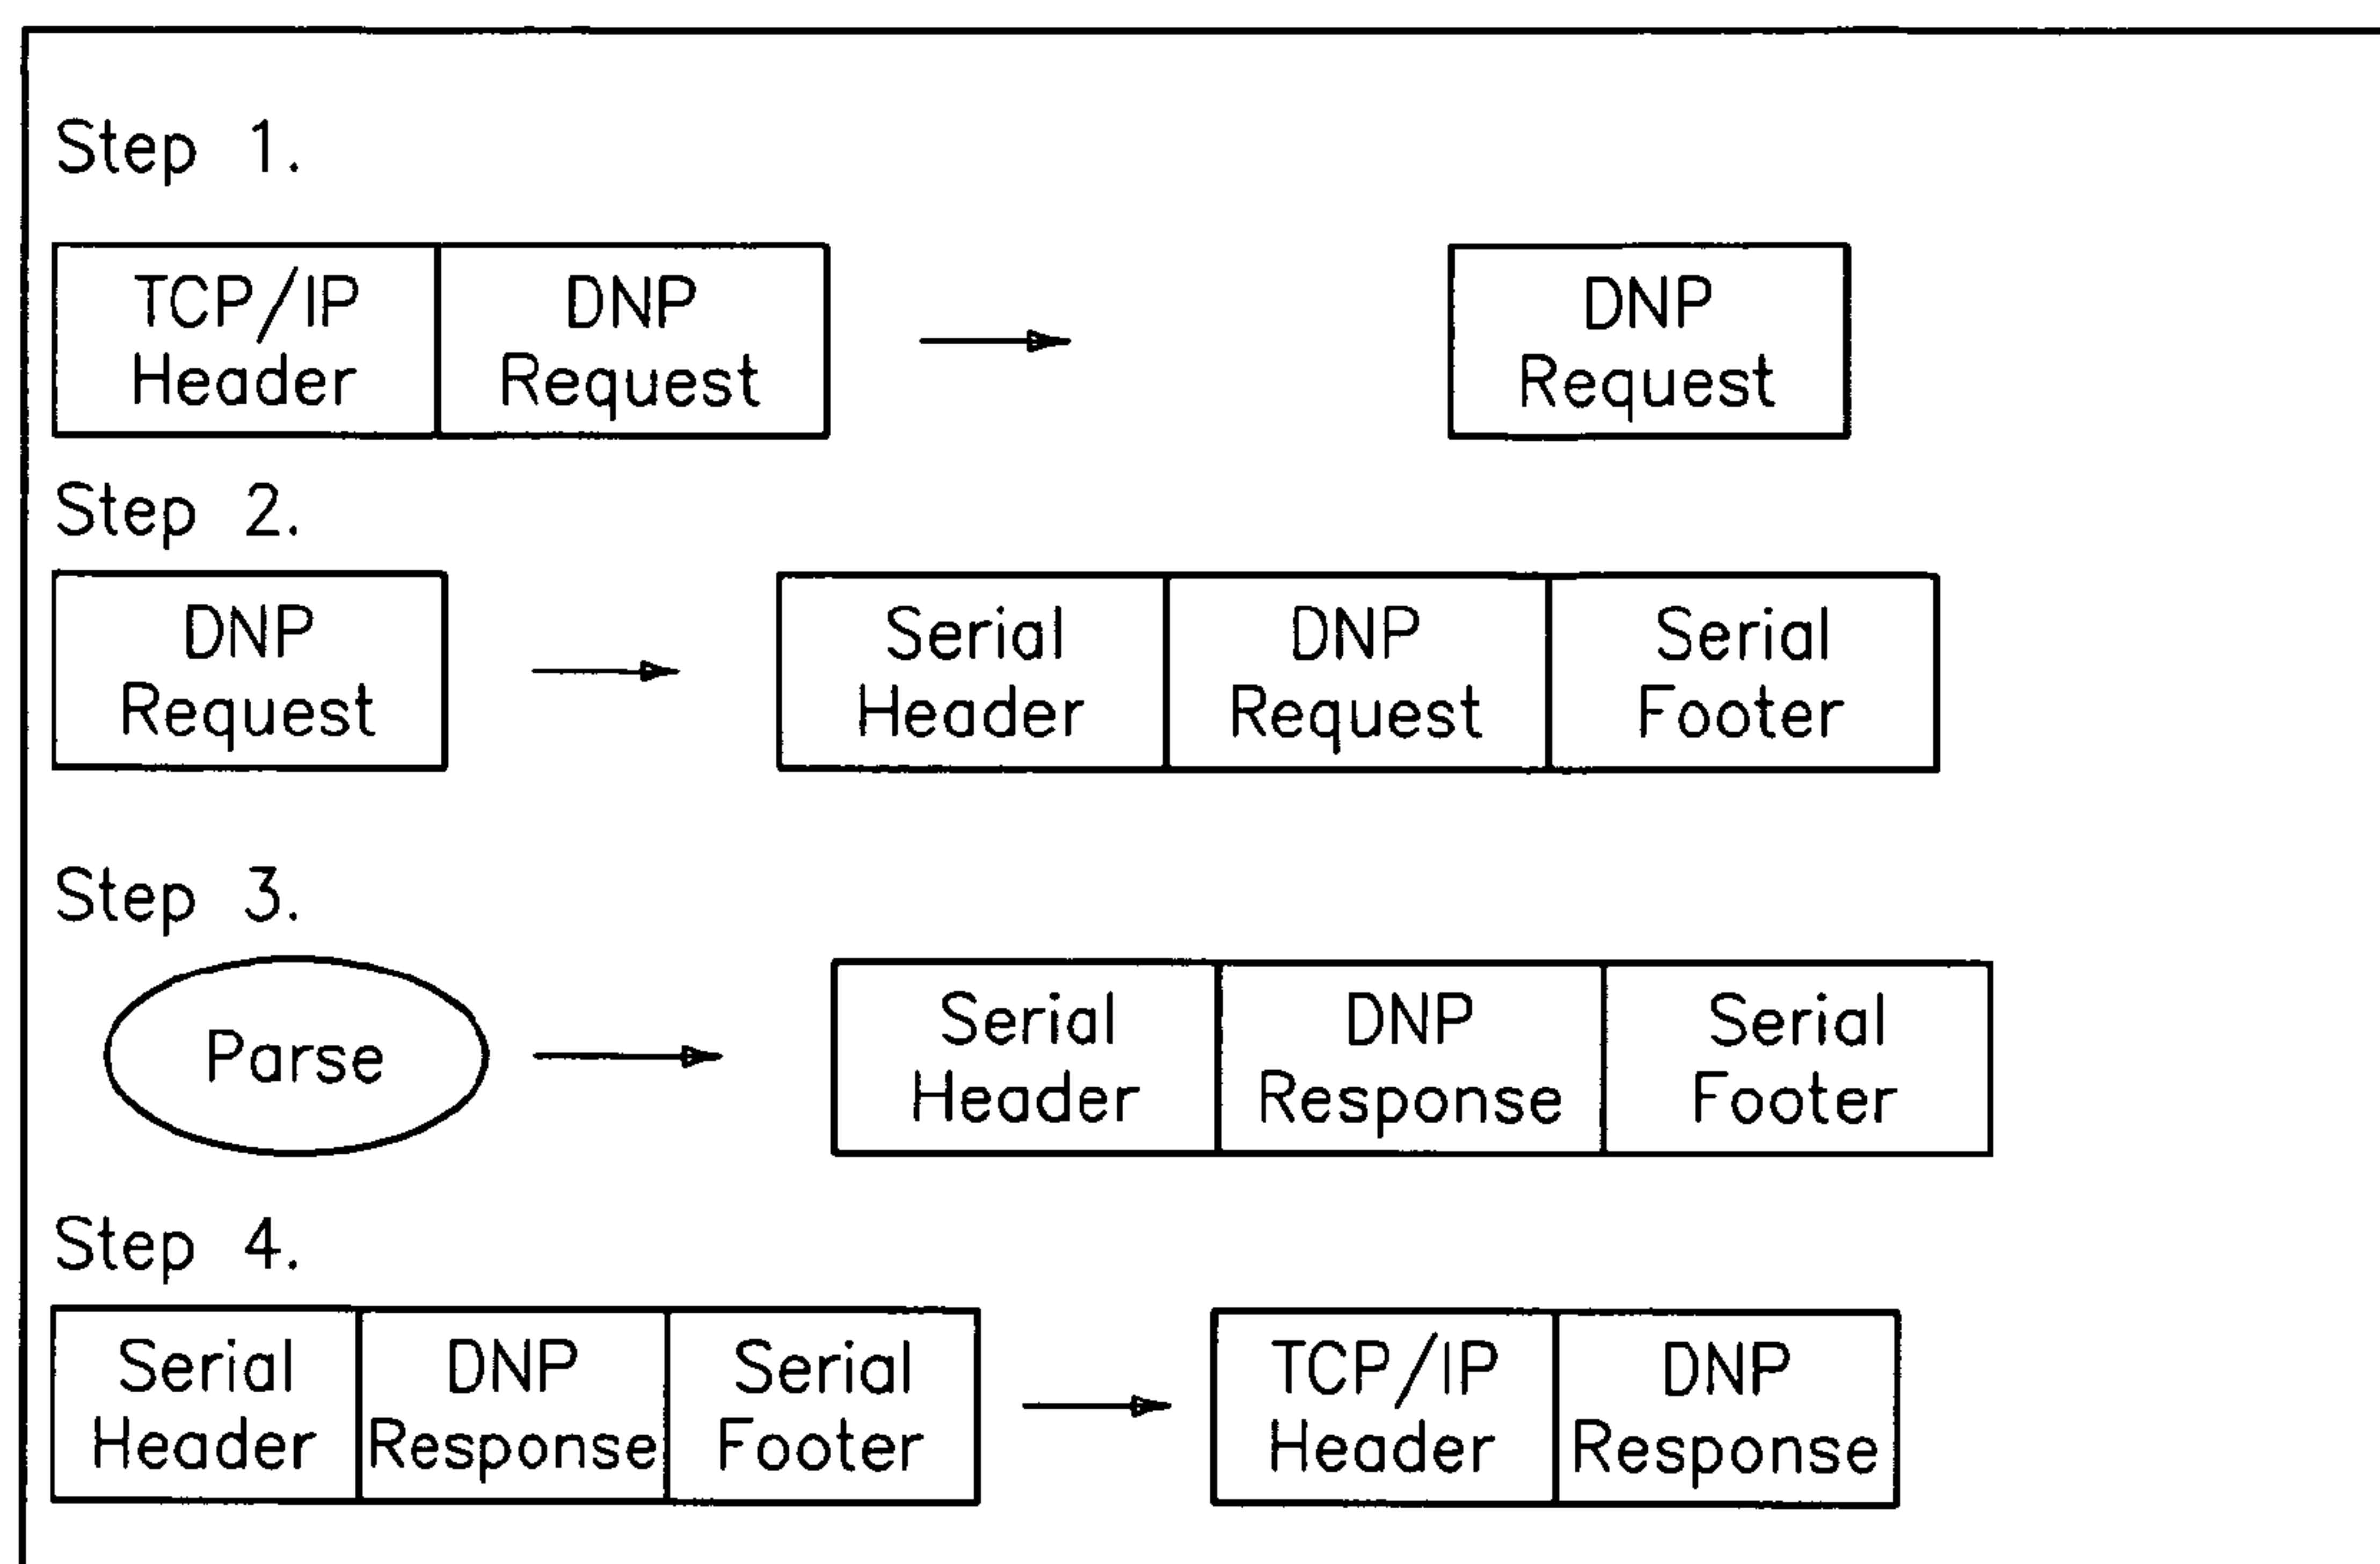 Step 1.
TCP/IP Header
DNP Request
DNP Request
Step 2.
DNP Request
Serial Header
DNP Request
Serial Footer
Step 3.
Parse
Serial Header
DNP Response
Serial Footer
Step 4.
Serial Header
DNP Response
Serial Footer
TCP/IP Header
DNP Response